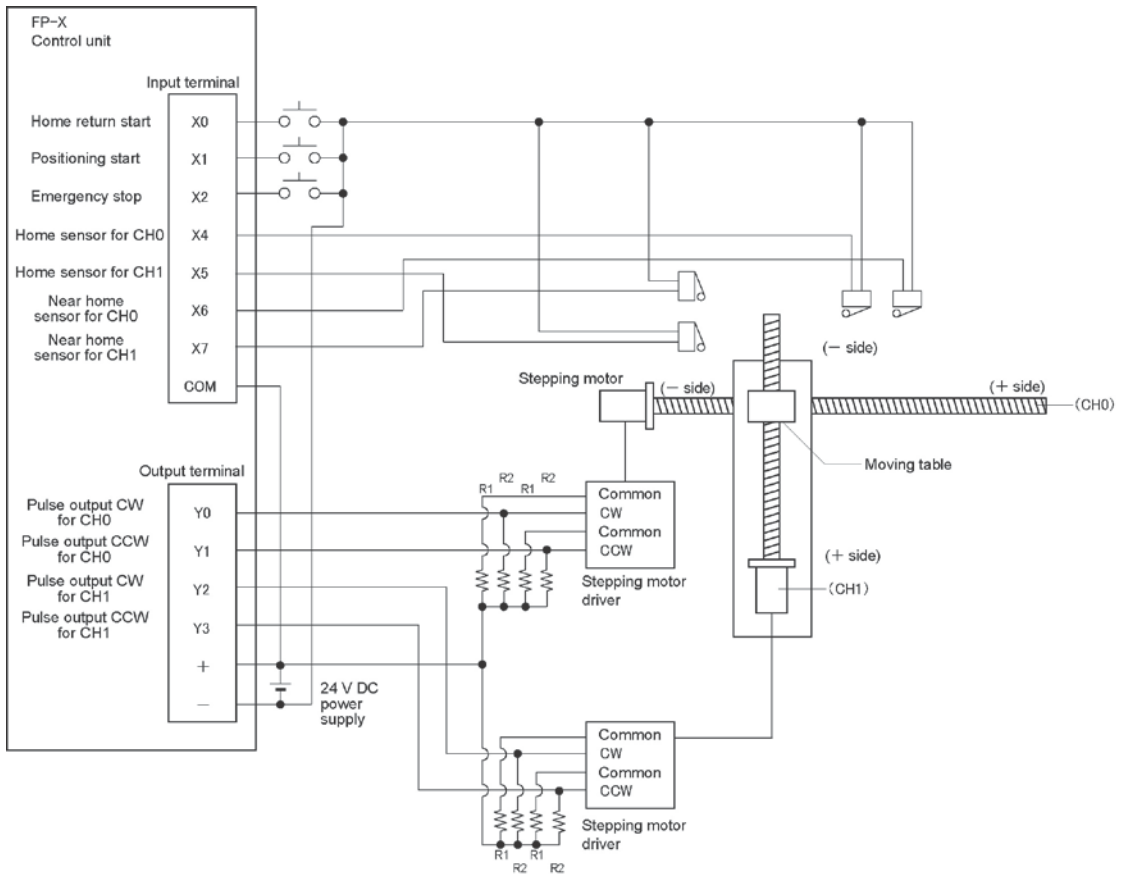 FP-X
Control unit
Input terminal
Home return start
X0
Positioning start
X1
Emergency stop
X2
Home sensor for CH0
X4
Home sensor for CH1
X5
Near home
sensor for CH0
X6
Near home
sensor for CH1
X7
COM
(− side)
Stepping motor
(− side)
(+ side)
(CH0)
Moving table
Output terminal
R1
R2
R1
R2
Pulse output CW
for CH0
Y0
Pulse output CCW
for CH0
Y1
Pulse output CW
for CH1
Y2
Pulse output CCW
for CH1
Y3
+
−
Common
CW
Common
CCW
Stepping motor
driver
(+ side)
(CH1)
24 V DC
power
supply
Common
CW
Common
CCW
Stepping motor
driver
R1
R2
R1
R2